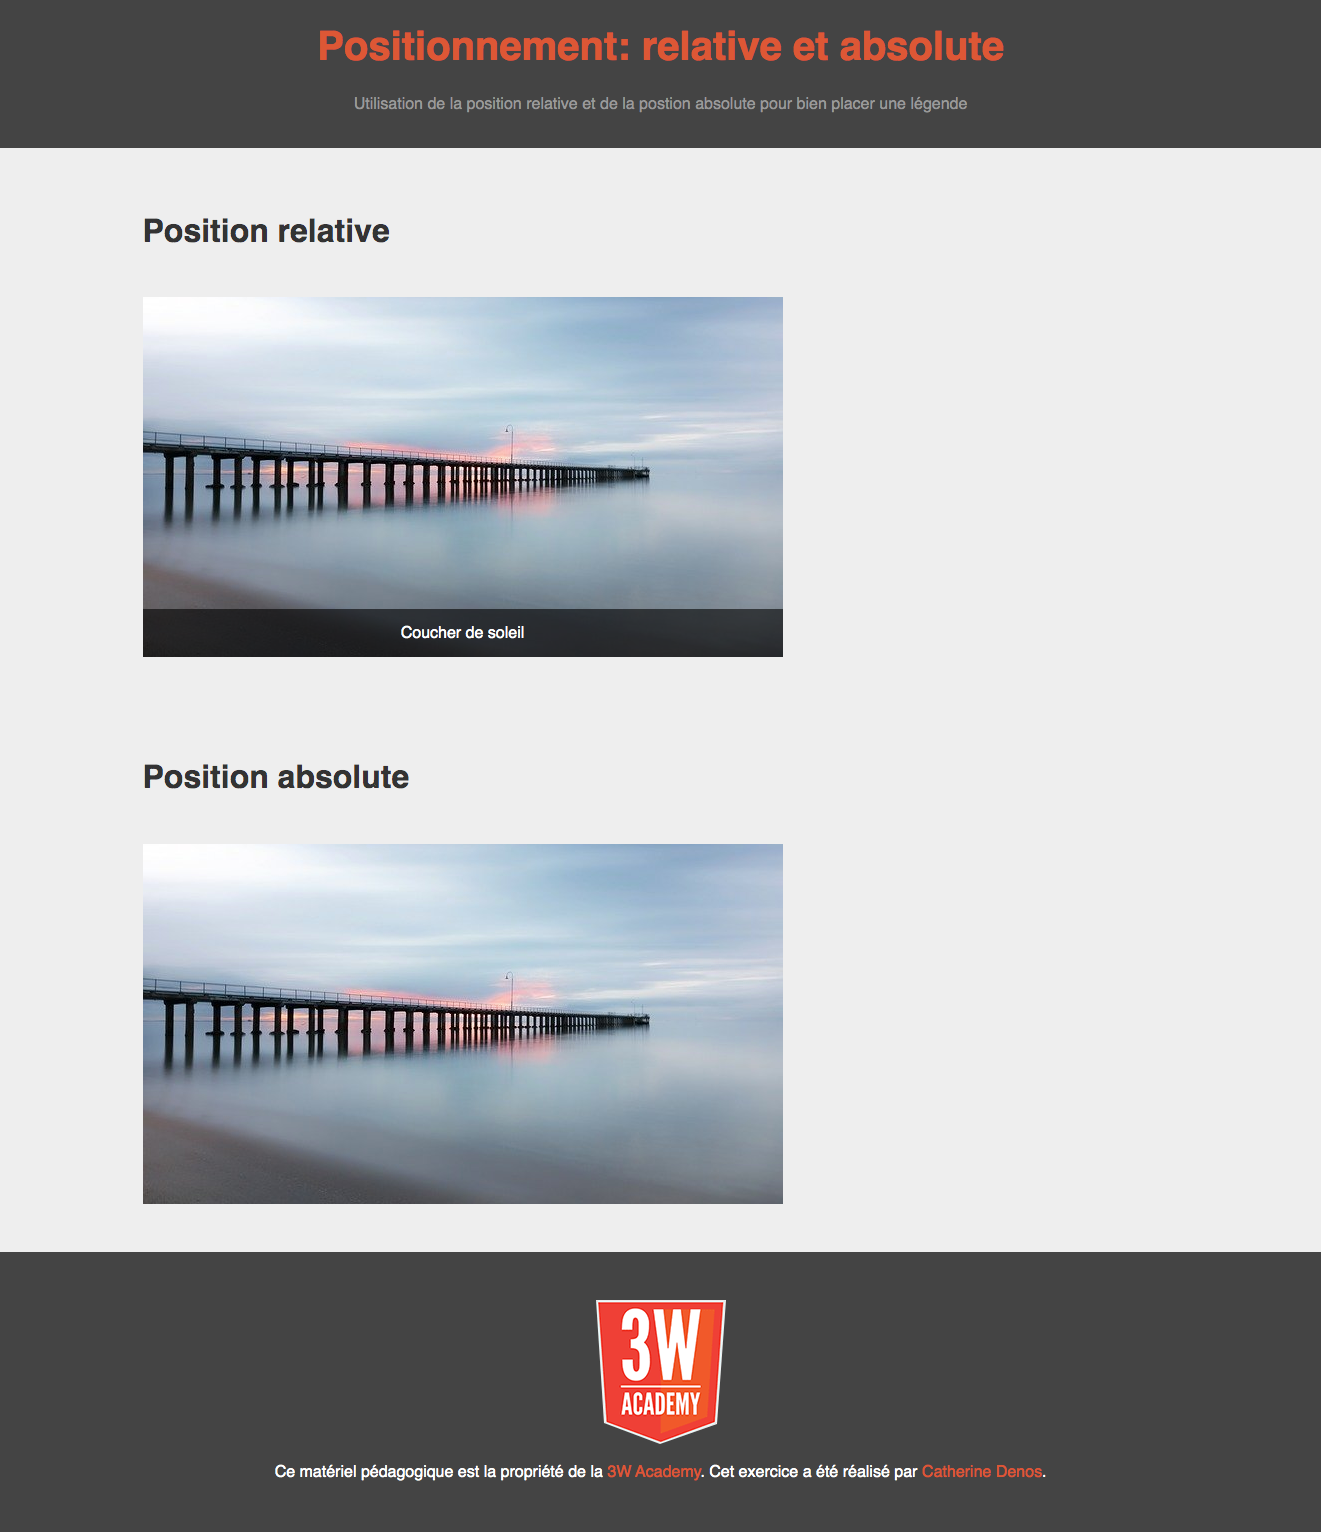 Positionnement: relative et absolute
Utilisation de la position relative et de la postion absolute pour bien placer une légende
Position relative
Coucher de soleil
Position absolute
3W
ACADEMY
Ce matériel pédagogique est la propriété de la 3W Academy. Cet exercice a été réalisé par Catherine Denos.